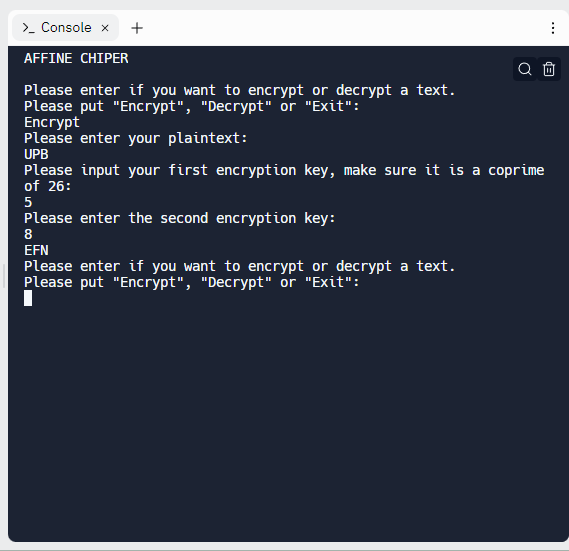 Console
AFFINE CHIPER
Please enter if you want to encrypt or decrypt a text.
Please put "Encrypt", "Decrypt" or "Exit":
Encrypt
Please enter your plaintext:
UPB
Please input your first encryption key, make sure it is a coprime
of 26:
5
Please enter the second encryption key:
8
EFN
Please enter if you want to encrypt or decrypt a text.
Please put "Encrypt", "Decrypt" or "Exit":